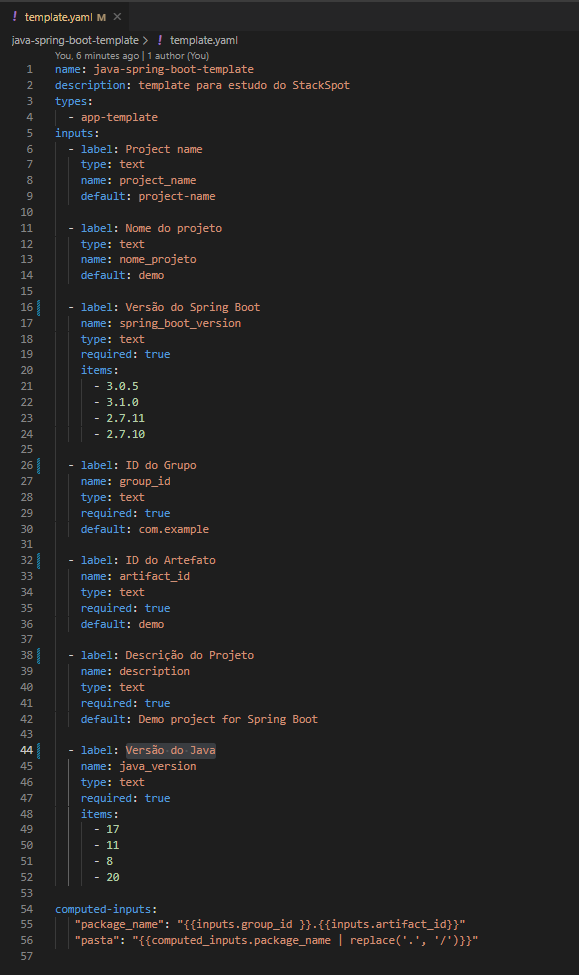 ! template.yaml M ×
java-spring-boot-template > ! template.yaml
You, 6 minutes ago | 1 author (You)
1 name: java-spring-boot-template
2 description: template para estudo do StackSpot
3 types:
4   - app-template
5 inputs:
6   - label: Project name
7     type: text
8     name: project_name
9     default: project-name
10
11   - label: Nome do projeto
12     type: text
13     name: nome_projeto
14     default: demo
15
16   - label: Versão do Spring Boot
17     name: spring_boot_version
18     type: text
19     required: true
20     items:
21       - 3.0.5
22       - 3.1.0
23       - 2.7.11
24       - 2.7.10
25
26   - label: ID do Grupo
27     name: group_id
28     type: text
29     required: true
30     default: com.example
31
32   - label: ID do Artefato
33     name: artifact_id
34     type: text
35     required: true
36     default: demo
37
38   - label: Descrição do Projeto
39     name: description
40     type: text
41     required: true
42     default: Demo project for Spring Boot
43
44   - label: Versão do Java
45     name: java_version
46     type: text
47     required: true
48     items:
49       - 17
50       - 11
51       - 8
52       - 20
53
54 computed-inputs:
55    "package_name": "{{inputs.group_id }}.{{inputs.artifact_id}}"
56    "pasta": "{{computed_inputs.package_name | replace('.', '/')}}"
57